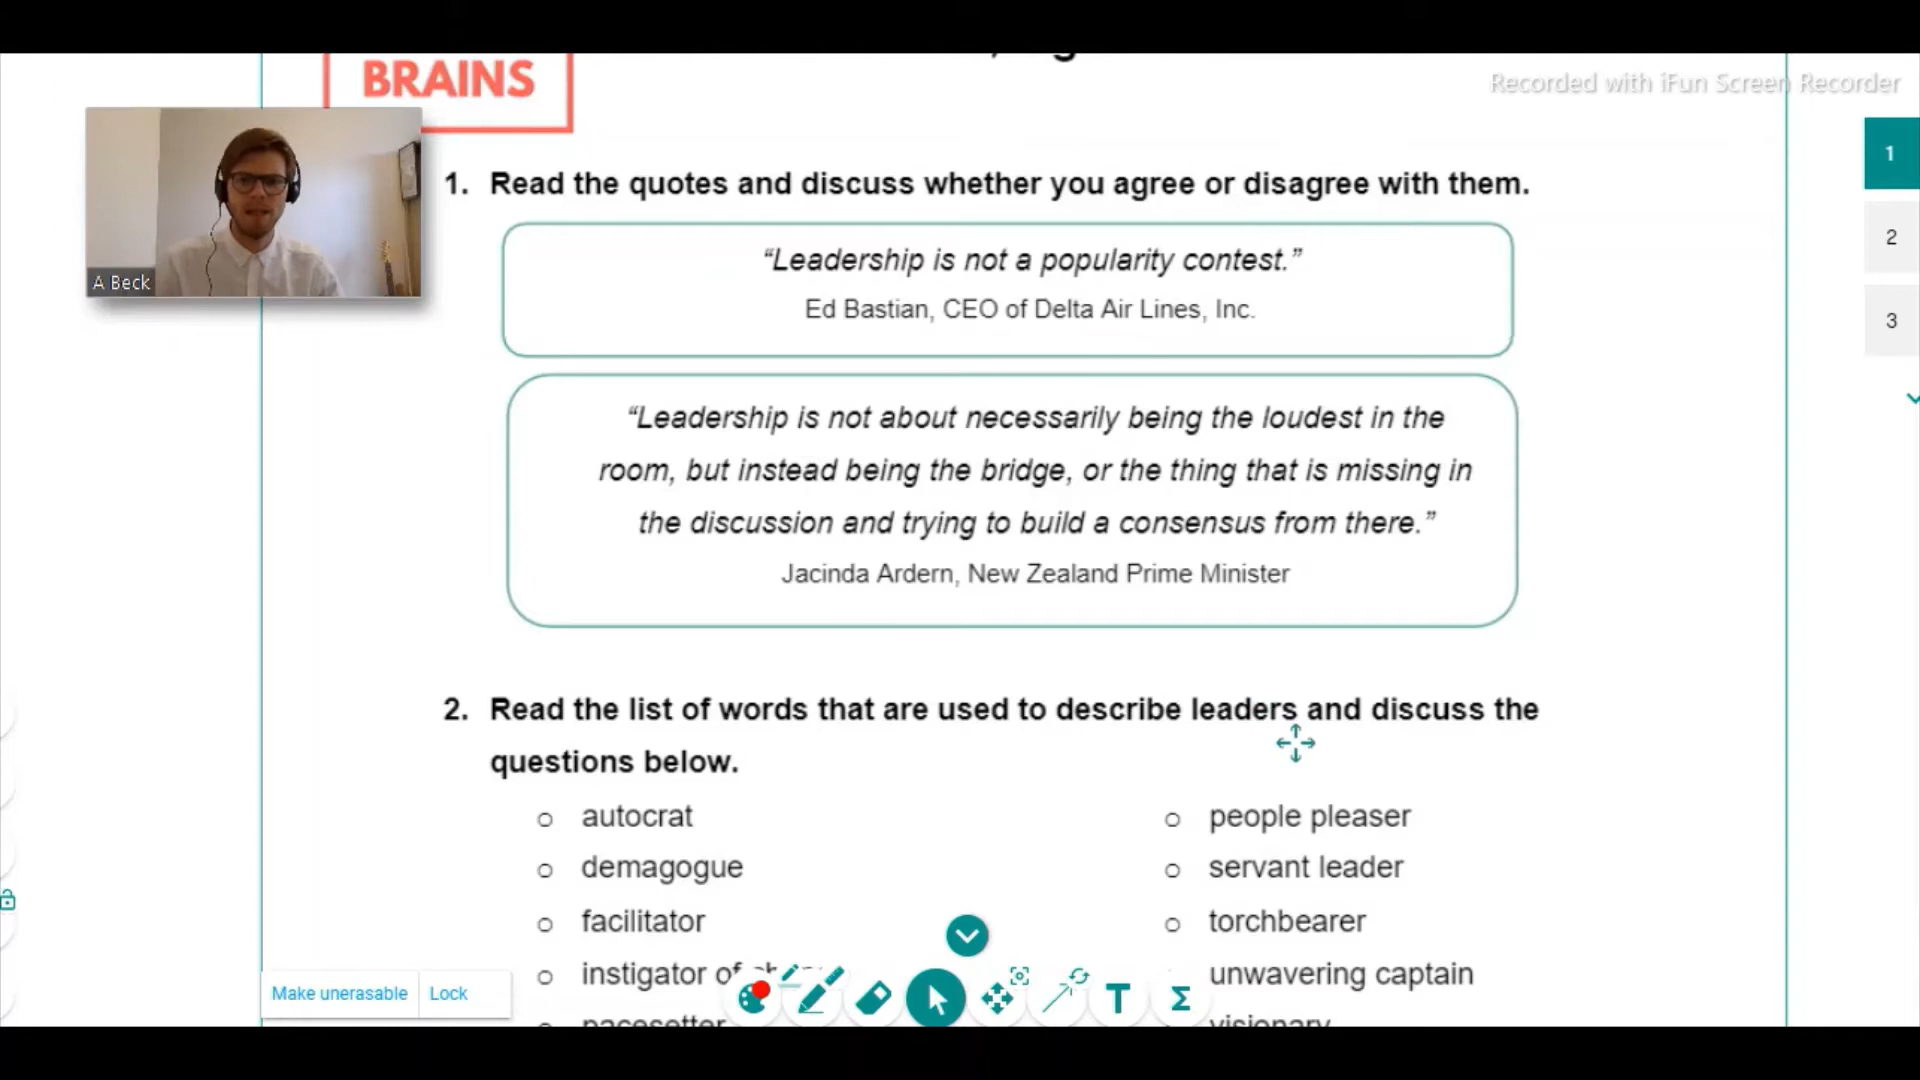 BRAINS
Recorded with iFun Screen Recorder
A Beck
1. Read the quotes and discuss whether you agree or disagree with them.
“Leadership is not a popularity contest.”
Ed Bastian, CEO of Delta Air Lines, Inc.
“Leadership is not about necessarily being the loudest in the
room, but instead being the bridge, or the thing that is missing in
the discussion and trying to build a consensus from there.”
Jacinda Ardern, New Zealand Prime Minister
2. Read the list of words that are used to describe leaders and discuss the
questions below.
o autocrat
o demagogue
o facilitator
o instigator of
o pacesetter
o people pleaser
o servant leader
o torchbearer
unwavering captain
visionary
1
2
3
Make unerasable
Lock
T
Σ